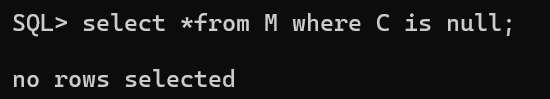 SQL> select *from M where C is null;
no rows selected